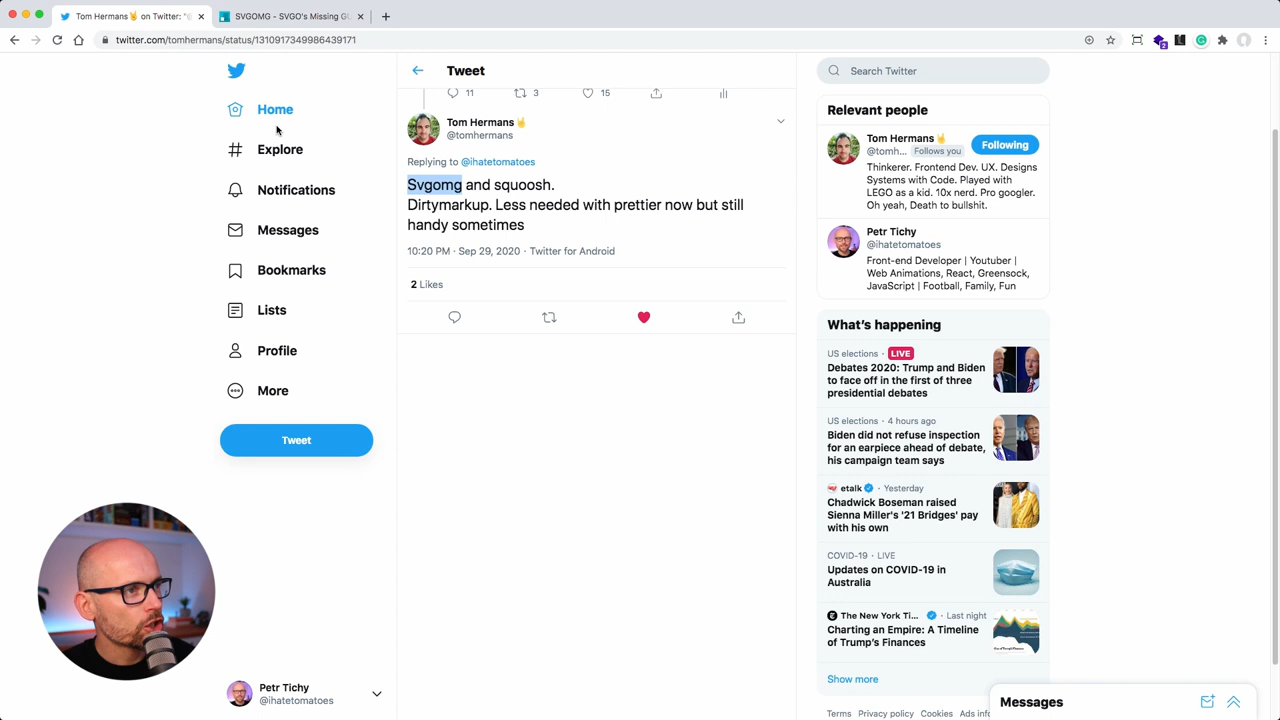 Tom Hermans🤘 on Twitter: "@
SVGOMG - SVGO's Missing GU
twitter.com/tomhermans/status/1310917349986439171
2
Home
Explore
Notifications
Messages
Bookmarks
Lists
Profile
More
Tweet
Petr Tichy
@ihatetomatoes
Tweet
11
3
15
Tom Hermans🤘
@tomhermans
Replying to @ihatetomatoes
Svgomg and squoosh.
Dirtymarkup. Less needed with prettier now but still
handy sometimes
10:20 PM · Sep 29, 2020 · Twitter for Android
2 Likes
Search Twitter
Relevant people
Tom Hermans🤘
@tomh... Follows you
Following
Thinkerer. Frontend Dev. UX. Designs
Systems with Code. Played with
LEGO as a kid. 10x nerd. Pro googler.
Oh yeah, Death to bullshit.
Petr Tichy
@ihatetomatoes
Front-end Developer | Youtuber |
Web Animations, React, Greensock,
JavaScript | Football, Family, Fun
What's happening
US elections · LIVE
Debates 2020: Trump and Biden
to face off in the first of three
presidential debates
US elections · 4 hours ago
Biden did not refuse inspection
for an earpiece ahead of debate,
his campaign team says
etalk · Yesterday
Chadwick Boseman raised
Sienna Miller's '21 Bridges' pay
with his own
COVID-19 · LIVE
Updates on COVID-19 in
Australia
The New York Ti... · Last night
Charting an Empire: A Timeline
of Trump's Finances
Show more
Terms Privacy policy Cookies Ads info
Messages